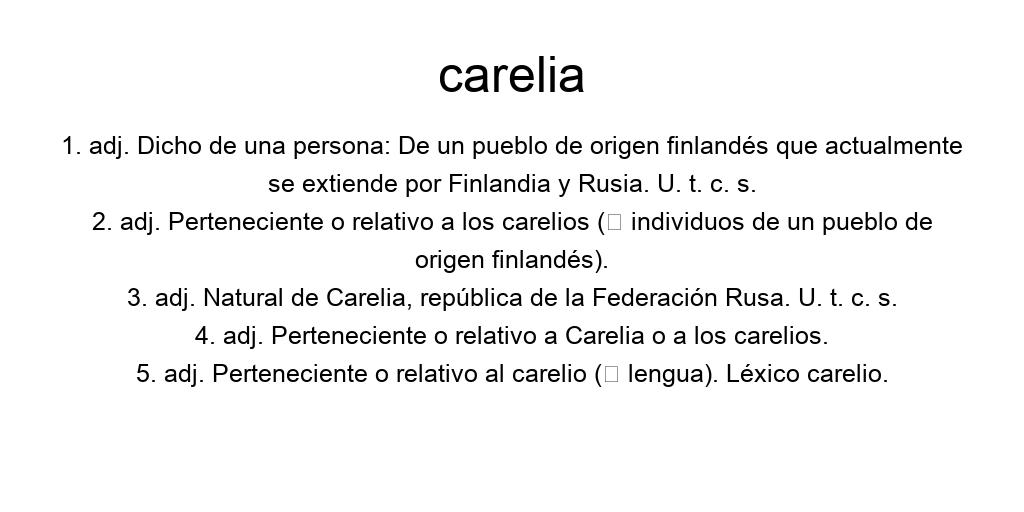 carelia
1. adj. Dicho de una persona: De un pueblo de origen finlandés que actualmente
se extiende por Finlandia y Rusia. U. t. c. s.
2. adj. Perteneciente o relativo a los carelios (□ individuos de un pueblo de
origen finlandés).
3. adj. Natural de Carelia, república de la Federación Rusa. U. t. c. s.
4. adj. Perteneciente o relativo a Carelia o a los carelios.
5. adj. Perteneciente o relativo al carelio (□ lengua). Léxico carelio.